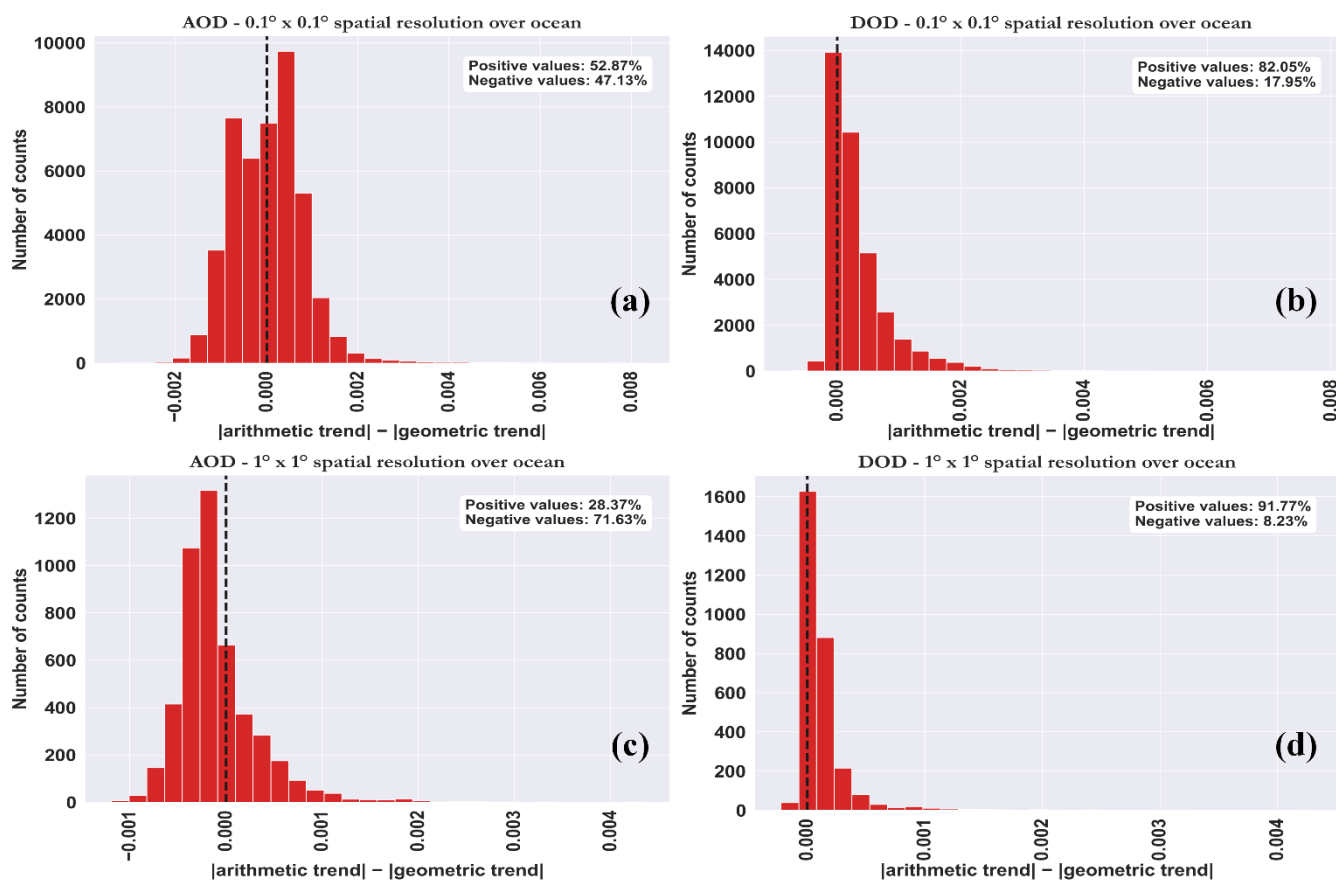 AOD - 0.1° x 0.1° spatial resolution over ocean
10000
8000
6000
4000
2000
0
Number of counts
Positive values: 52.87%
Negative values: 47.13%
(a)
−0.002
0.000
0.002
0.004
0.006
0.008
|arithmetic trend| − |geometric trend|
DOD - 0.1° x 0.1° spatial resolution over ocean
14000
12000
10000
8000
6000
4000
2000
0
Number of counts
Positive values: 82.05%
Negative values: 17.95%
(b)
0.000
0.002
0.004
0.006
0.008
|arithmetic trend| − |geometric trend|
AOD - 1° x 1° spatial resolution over ocean
1200
1000
800
600
400
200
0
Number of counts
Positive values: 28.37%
Negative values: 71.63%
(c)
−0.001
0.000
0.001
0.002
0.003
0.004
|arithmetic trend| − |geometric trend|
DOD - 1° x 1° spatial resolution over ocean
1600
1400
1200
1000
800
600
400
200
0
Number of counts
Positive values: 91.77%
Negative values: 8.23%
(d)
0.000
0.001
0.002
0.003
0.004
|arithmetic trend| − |geometric trend|